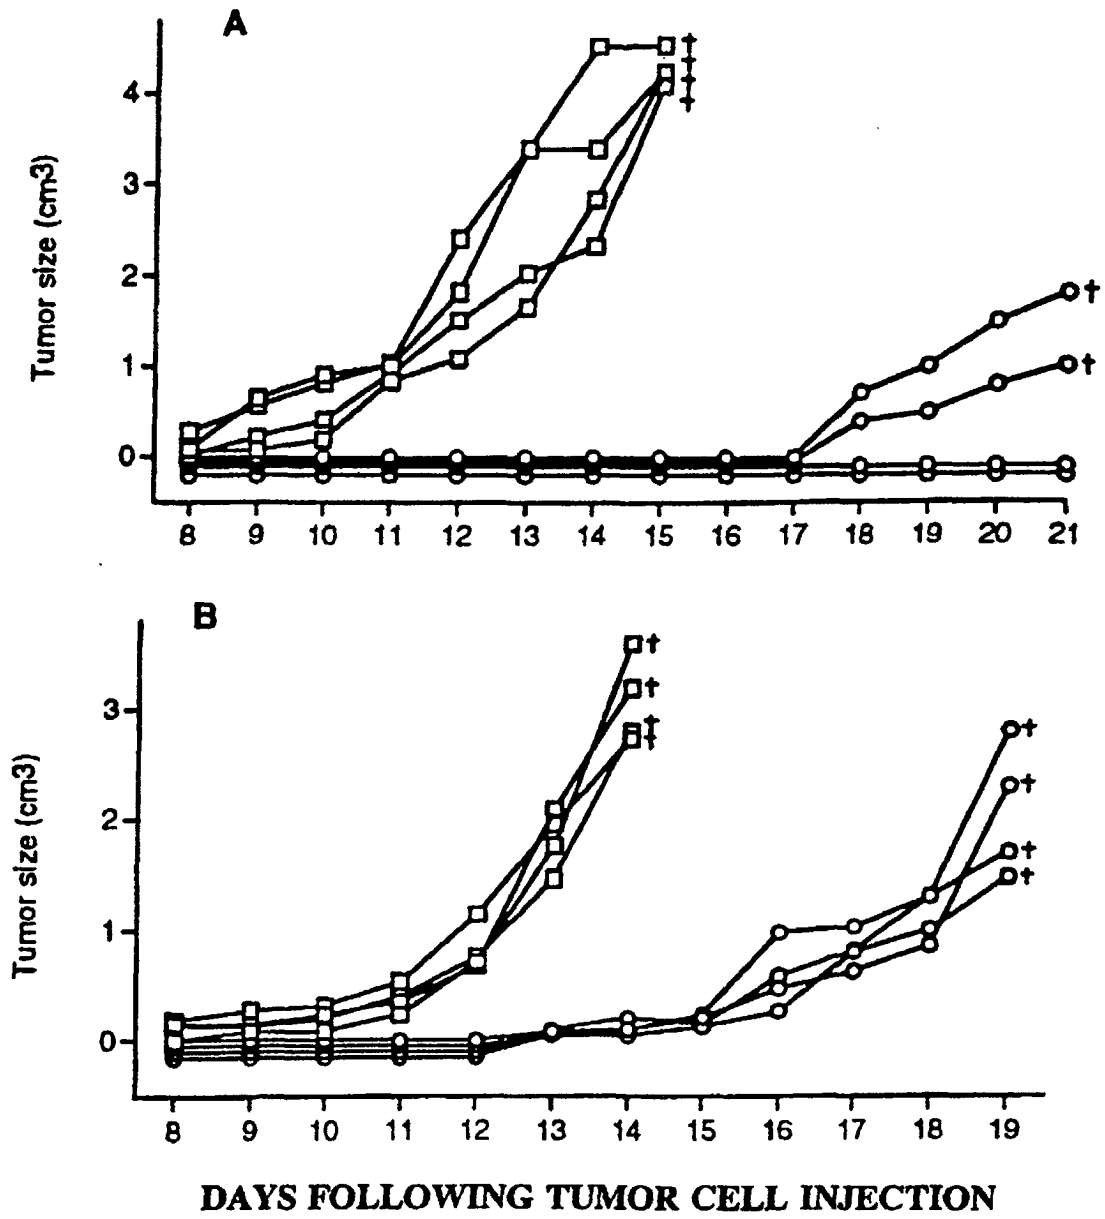 A
Tumor size (cm3)
4
3
2
1
0
† † † †
† †
8 9 10 11 12 13 14 15 16 17 18 19 20 21
B
Tumor size (cm3)
3
2
1
0
† † † †
† † † †
8 9 10 11 12 13 14 15 16 17 18 19
DAYS FOLLOWING TUMOR CELL INJECTION